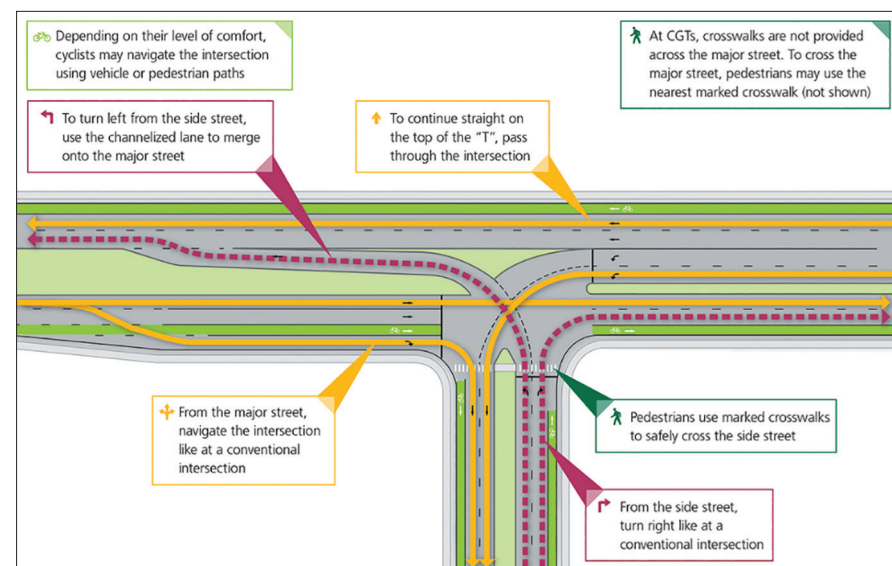 Depending on their level of comfort,
cyclists may navigate the intersection
using vehicle or pedestrian paths
At CGTs, crosswalks are not provided
across the major street. To cross the
major street, pedestrians may use the
nearest marked crosswalk (not shown)
To turn left from the side street,
use the channelized lane to merge
onto the major street
To continue straight on
the top of the "T", pass
through the intersection
From the major street,
navigate the intersection
like at a conventional
intersection
Pedestrians use marked crosswalks
to safely cross the side street
From the side street,
turn right like at a
conventional intersection